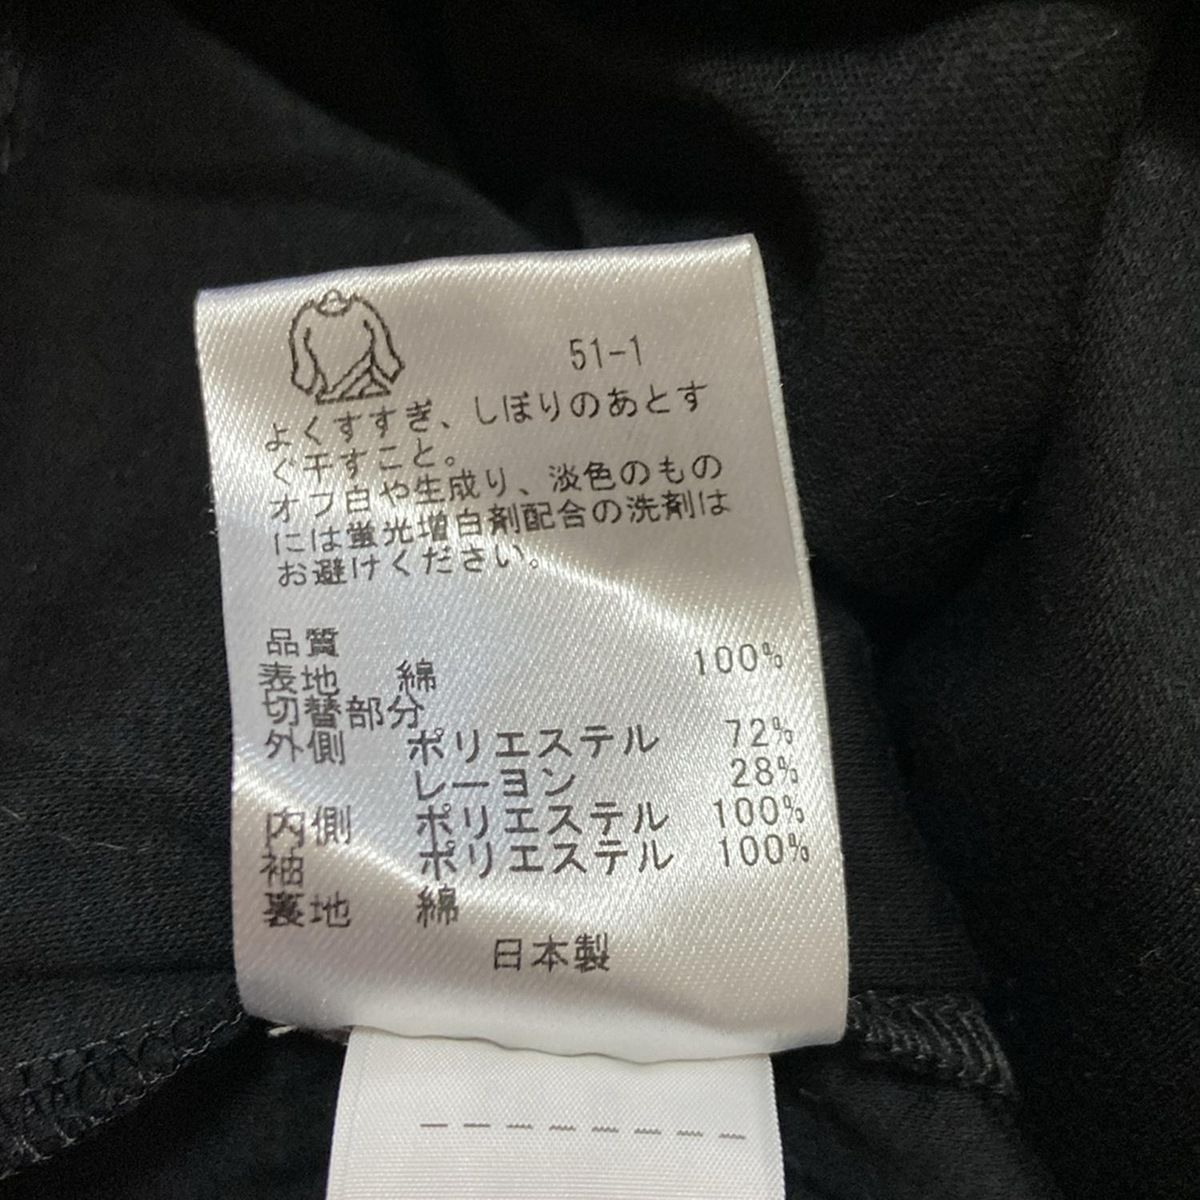 51-1
よくすすぎ、しぼりのあとす
ぐ干すこと。
オフ白や生成り、淡色のもの
には蛍光増白剤配合の洗剤は
お避けください。
品質
表地 綿 100%
切替部分
外側 ポリエステル 72%
レーヨン 28%
内側 ポリエステル 100%
袖 ポリエステル 100%
裏地 綿
日本製